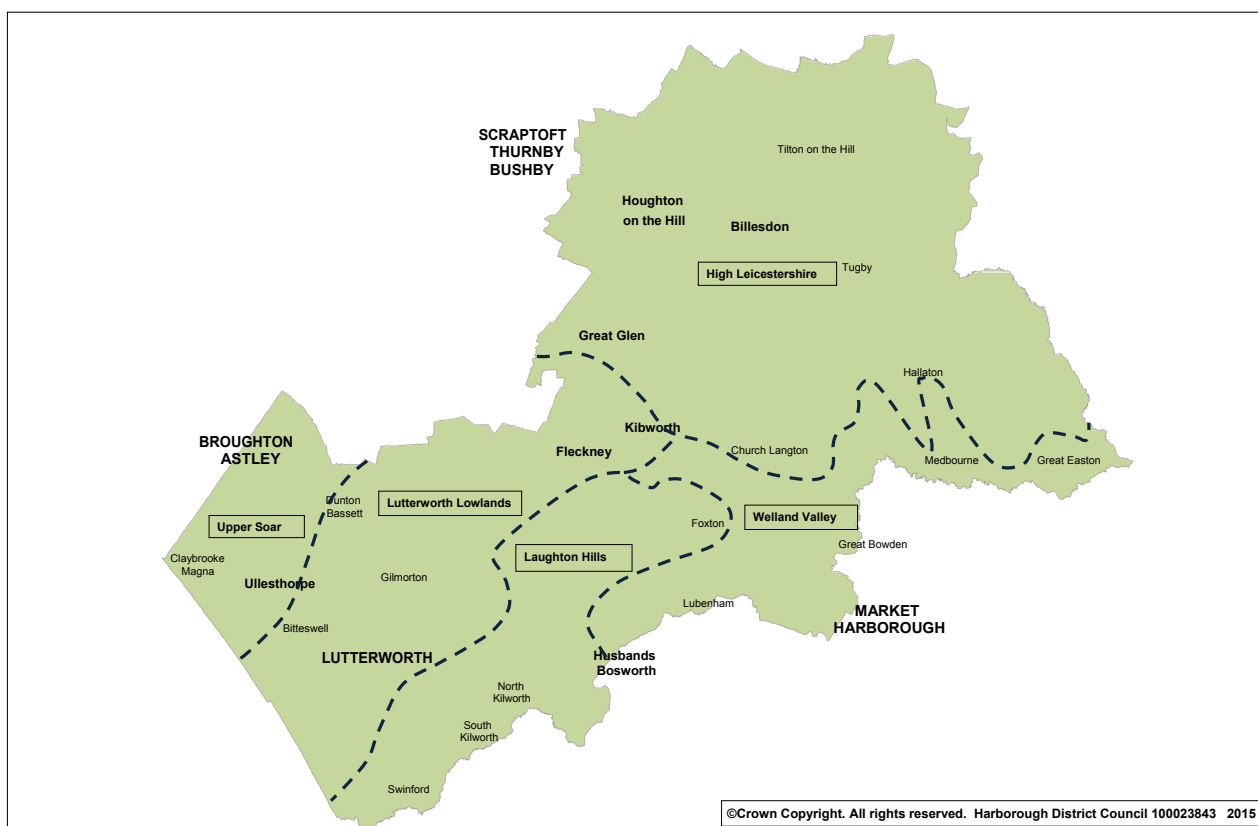 SCRAPTOFT
THURNBY
BUSHBY
Tilton on the Hill
Houghton
on the Hill
Billesdon
High Leicestershire
Tugby
Great Glen
Hallaton
Kibworth
BROUGHTON
ASTLEY
Fleckney
Church Langton
Medbourne
Great Easton
Dunton
Bassett
Lutterworth Lowlands
Upper Soar
Foxton
Welland Valley
Great Bowden
Claybrooke
Magna
Laughton Hills
Ullesthorpe
Gilmorton
Lubenham
MARKET
HARBOROUGH
Bitteswell
LUTTERWORTH
Husbands
Bosworth
North
Kilworth
South
Kilworth
Swinford
©Crown Copyright. All rights reserved. Harborough District Council 100023843 2015